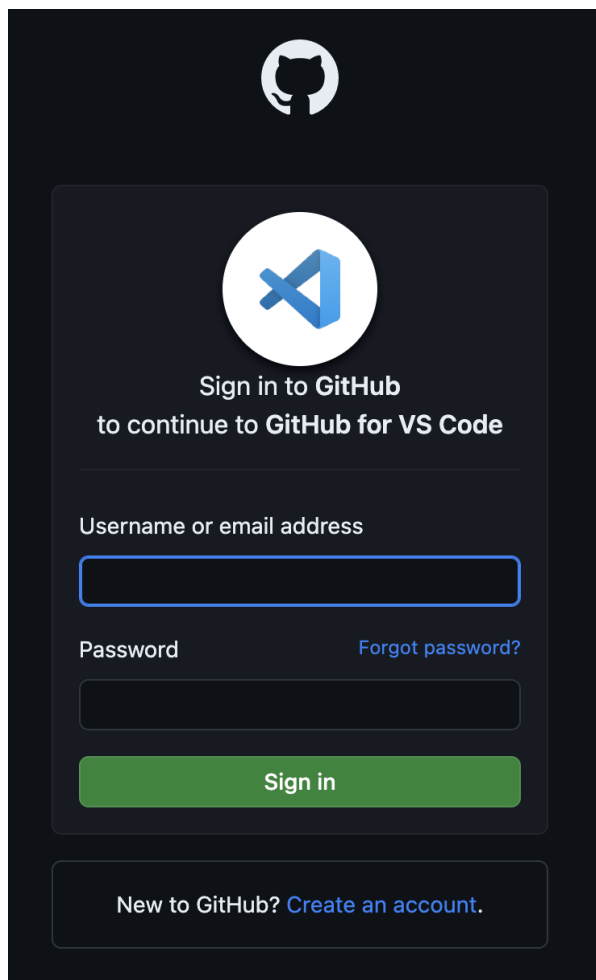 Sign in to GitHub
to continue to GitHub for VS Code
Username or email address
Password Forgot password?
Sign in
New to GitHub? Create an account.